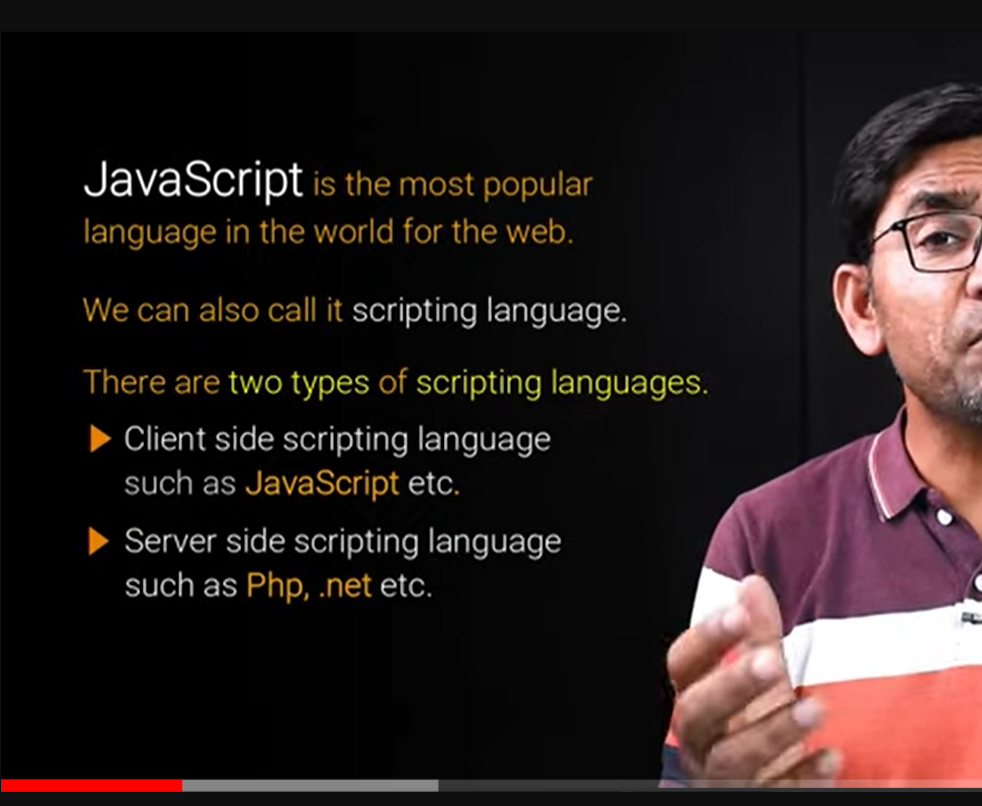 JavaScript is the most popular
language in the world for the web.
We can also call it scripting language.
There are two types of scripting languages.
Client side scripting language
such as JavaScript etc.
Server side scripting language
such as Php, .net etc.